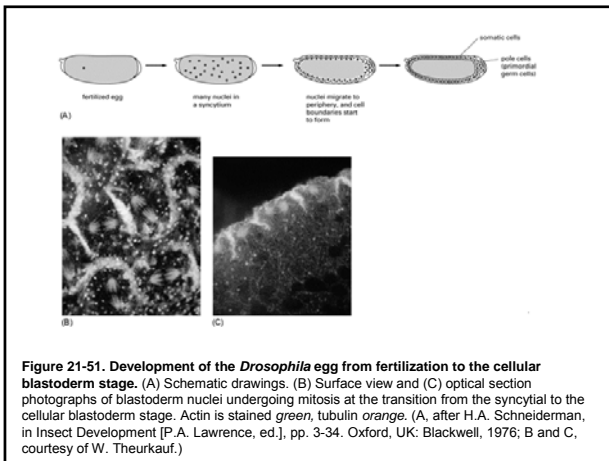 somatic cells
pole cells
(primordial
germ cells)
fertilized egg
many nuclei in
a syncytium
nuclei migrate to
periphery, and cell
boundaries start
to form
(A)
(B)
(C)
Figure 21-51. Development of the Drosophila egg from fertilization to the cellular
blastoderm stage. (A) Schematic drawings. (B) Surface view and (C) optical section
photographs of blastoderm nuclei undergoing mitosis at the transition from the syncytial to the
cellular blastoderm stage. Actin is stained green, tubulin orange. (A, after H.A. Schneiderman,
in Insect Development [P.A. Lawrence, ed.], pp. 3-34. Oxford, UK: Blackwell, 1976; B and C,
courtesy of W. Theurkauf.)